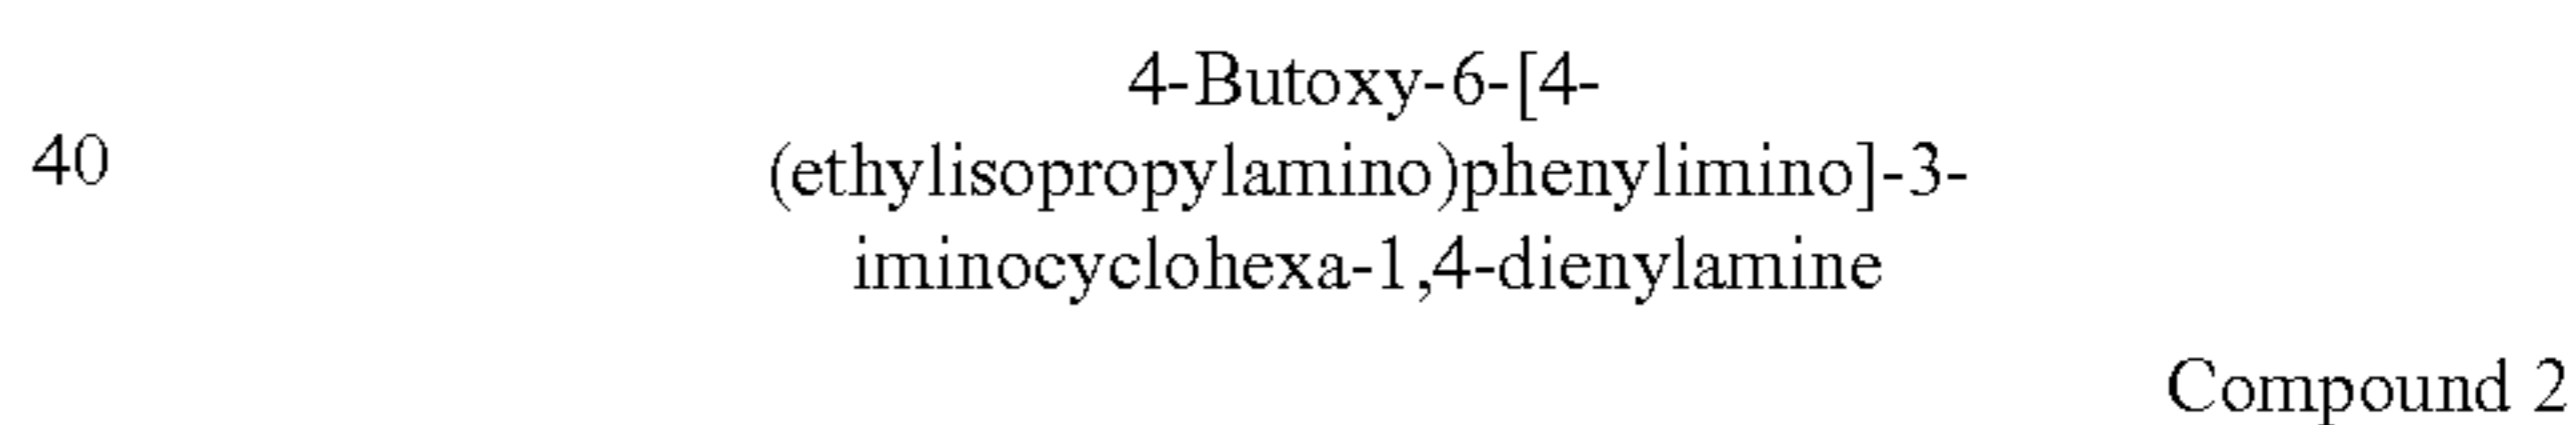 4-Butoxy-6-[4-
40
(ethylisopropylamino)phenylimino]-3-
iminocyclohexa-1,4-dienylamine
Compound 2